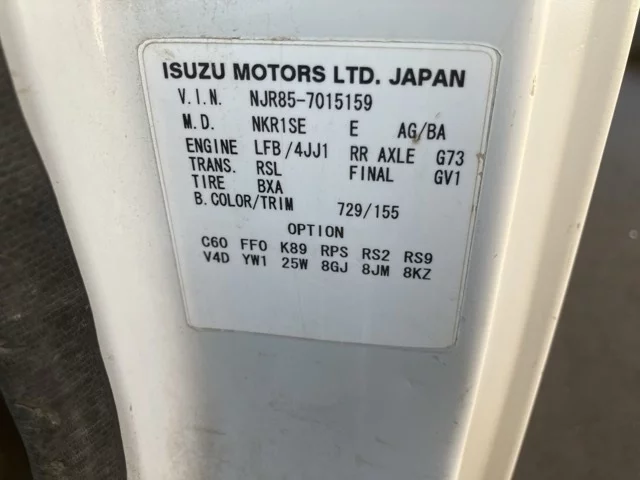 ISUZU MOTORS LTD. JAPAN
V.I.N. NJR85-7015159
M.D. NKR1SE E AG/BA
ENGINE LFB/4JJ1 RR AXLE G73
TRANS. RSL FINAL GV1
TIRE BXA
B.COLOR/TRIM 729/155
OPTION
C60 FF0 K89 RPS RS2 RS9
V4D YW1 25W 8GJ 8JM 8KZ